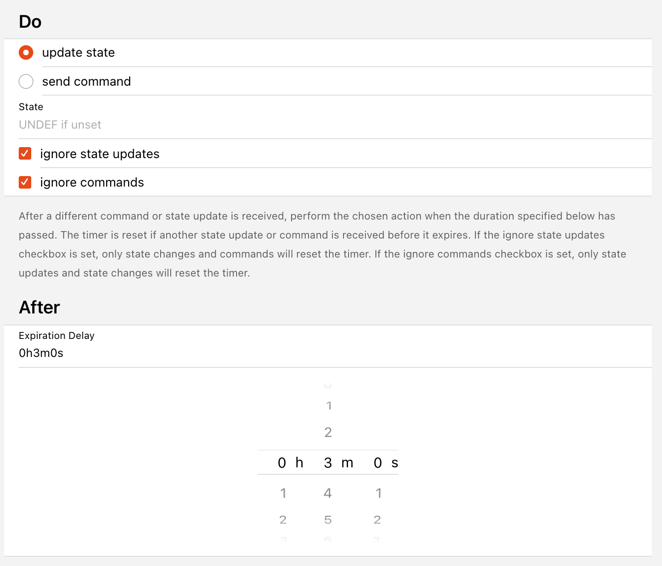 Do
update state
send command
State
UNDEF if unset
ignore state updates
ignore commands
After a different command or state update is received, perform the chosen action when the duration specified below has
passed. The timer is reset if another state update or command is received before it expires. If the ignore state updates
checkbox is set, only state changes and commands will reset the timer. If the ignore commands checkbox is set, only state
updates and state changes will reset the timer.
After
Expiration Delay
0h3m0s
1
2
0 h 3 m 0 s
1 4 1
2 5 2